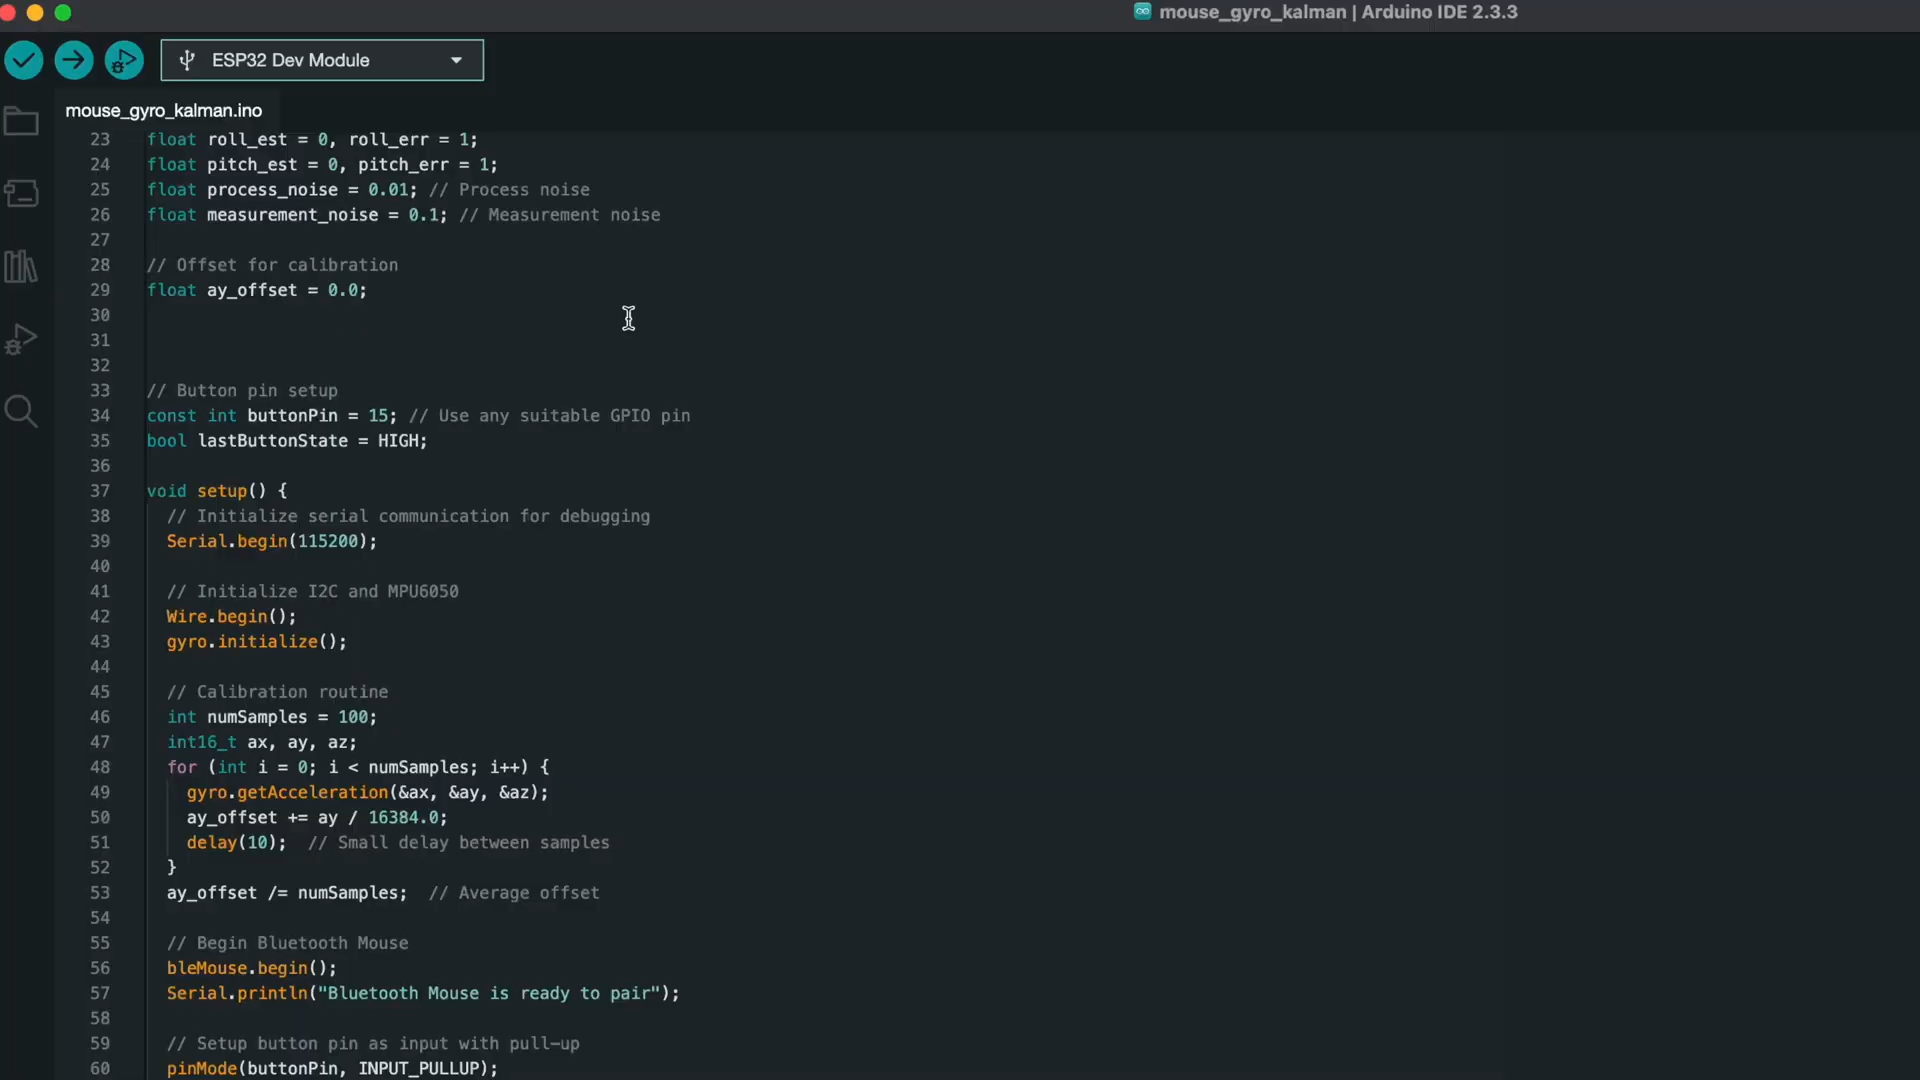 mouse_gyro_kalman | Arduino IDE 2.3.3
ESP32 Dev Module
mouse_gyro_kalman.ino
23 float roll_est = 0, roll_err = 1;
24 float pitch_est = 0, pitch_err = 1;
25 float process_noise = 0.01; // Process noise
26 float measurement_noise = 0.1; // Measurement noise
27
28 // Offset for calibration
29 float ay_offset = 0.0;
30
31
32
33 // Button pin setup
34 const int buttonPin = 15; // Use any suitable GPIO pin
35 bool lastButtonState = HIGH;
36
37 void setup() {
38 // Initialize serial communication for debugging
39 Serial.begin(115200);
40
41 // Initialize I2C and MPU6050
42 Wire.begin();
43 gyro.initialize();
44
45 // Calibration routine
46 int numSamples = 100;
47 int16_t ax, ay, az;
48 for (int i = 0; i < numSamples; i++) {
49 gyro.getAcceleration(&ax, &ay, &az);
50 ay_offset += ay / 16384.0;
51 delay(10); // Small delay between samples
52 }
53 ay_offset /= numSamples; // Average offset
54
55 // Begin Bluetooth Mouse
56 bleMouse.begin();
57 Serial.println("Bluetooth Mouse is ready to pair");
58
59 // Setup button pin as input with pull-up
60 pinMode(buttonPin, INPUT_PULLUP);